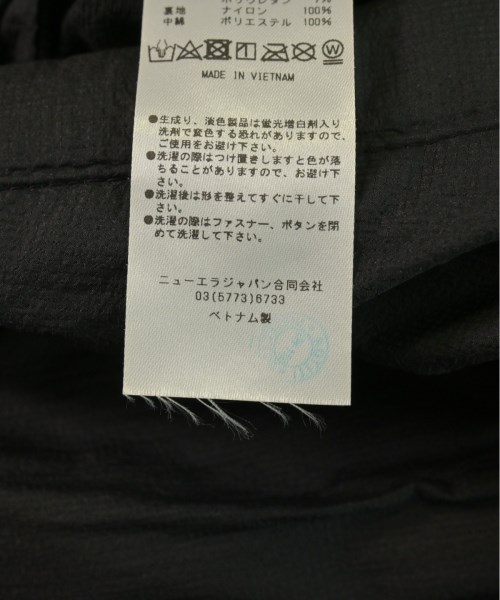 ポリウレタン
裏地 ナイロン 100%
中綿 ポリエステル 100%
MADE IN VIETNAM
●生成り、淡色製品は蛍光増白剤入り
洗剤で変色する恐れがありますので、
ご使用をお避け下さい。
●洗濯の際はつけ置きしますと色が落
ちることがありますので、お避け下
さい。
●洗濯後は形を整えてすぐに干して下
さい。
●洗濯の際はファスナー、ボタンを閉
めて洗濯して下さい。
ニューエラジャパン合同会社
03(5773)6733
ベトナム製